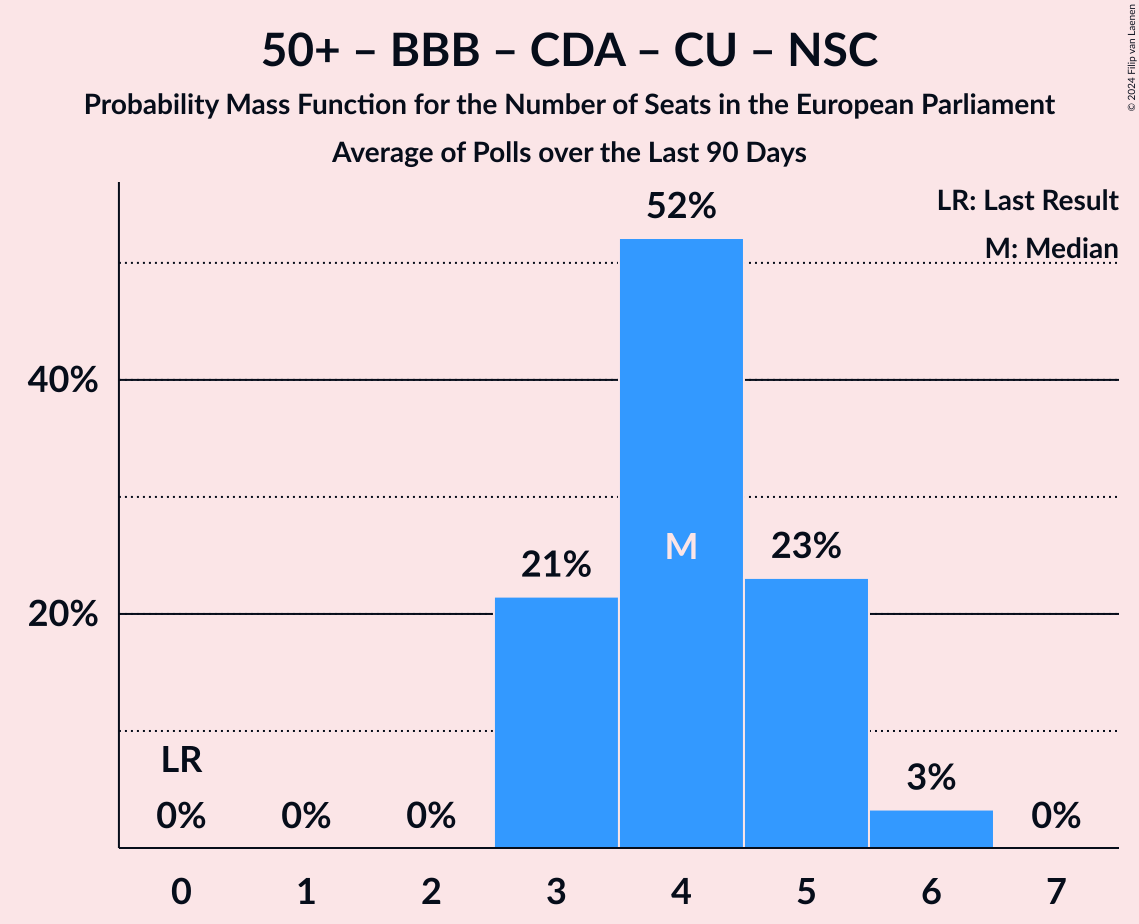 50+ – BBB – CDA – CU – NSC
Probability Mass Function for the Number of Seats in the European Parliament
Average of Polls over the Last 90 Days
© 2024 Filip van Laenen
LR: Last Result
M: Median
52%
40%
M
23%
21%
20%
LR
3%
0% 0% 0% 0%
0 1 2 3 4 5 6 7